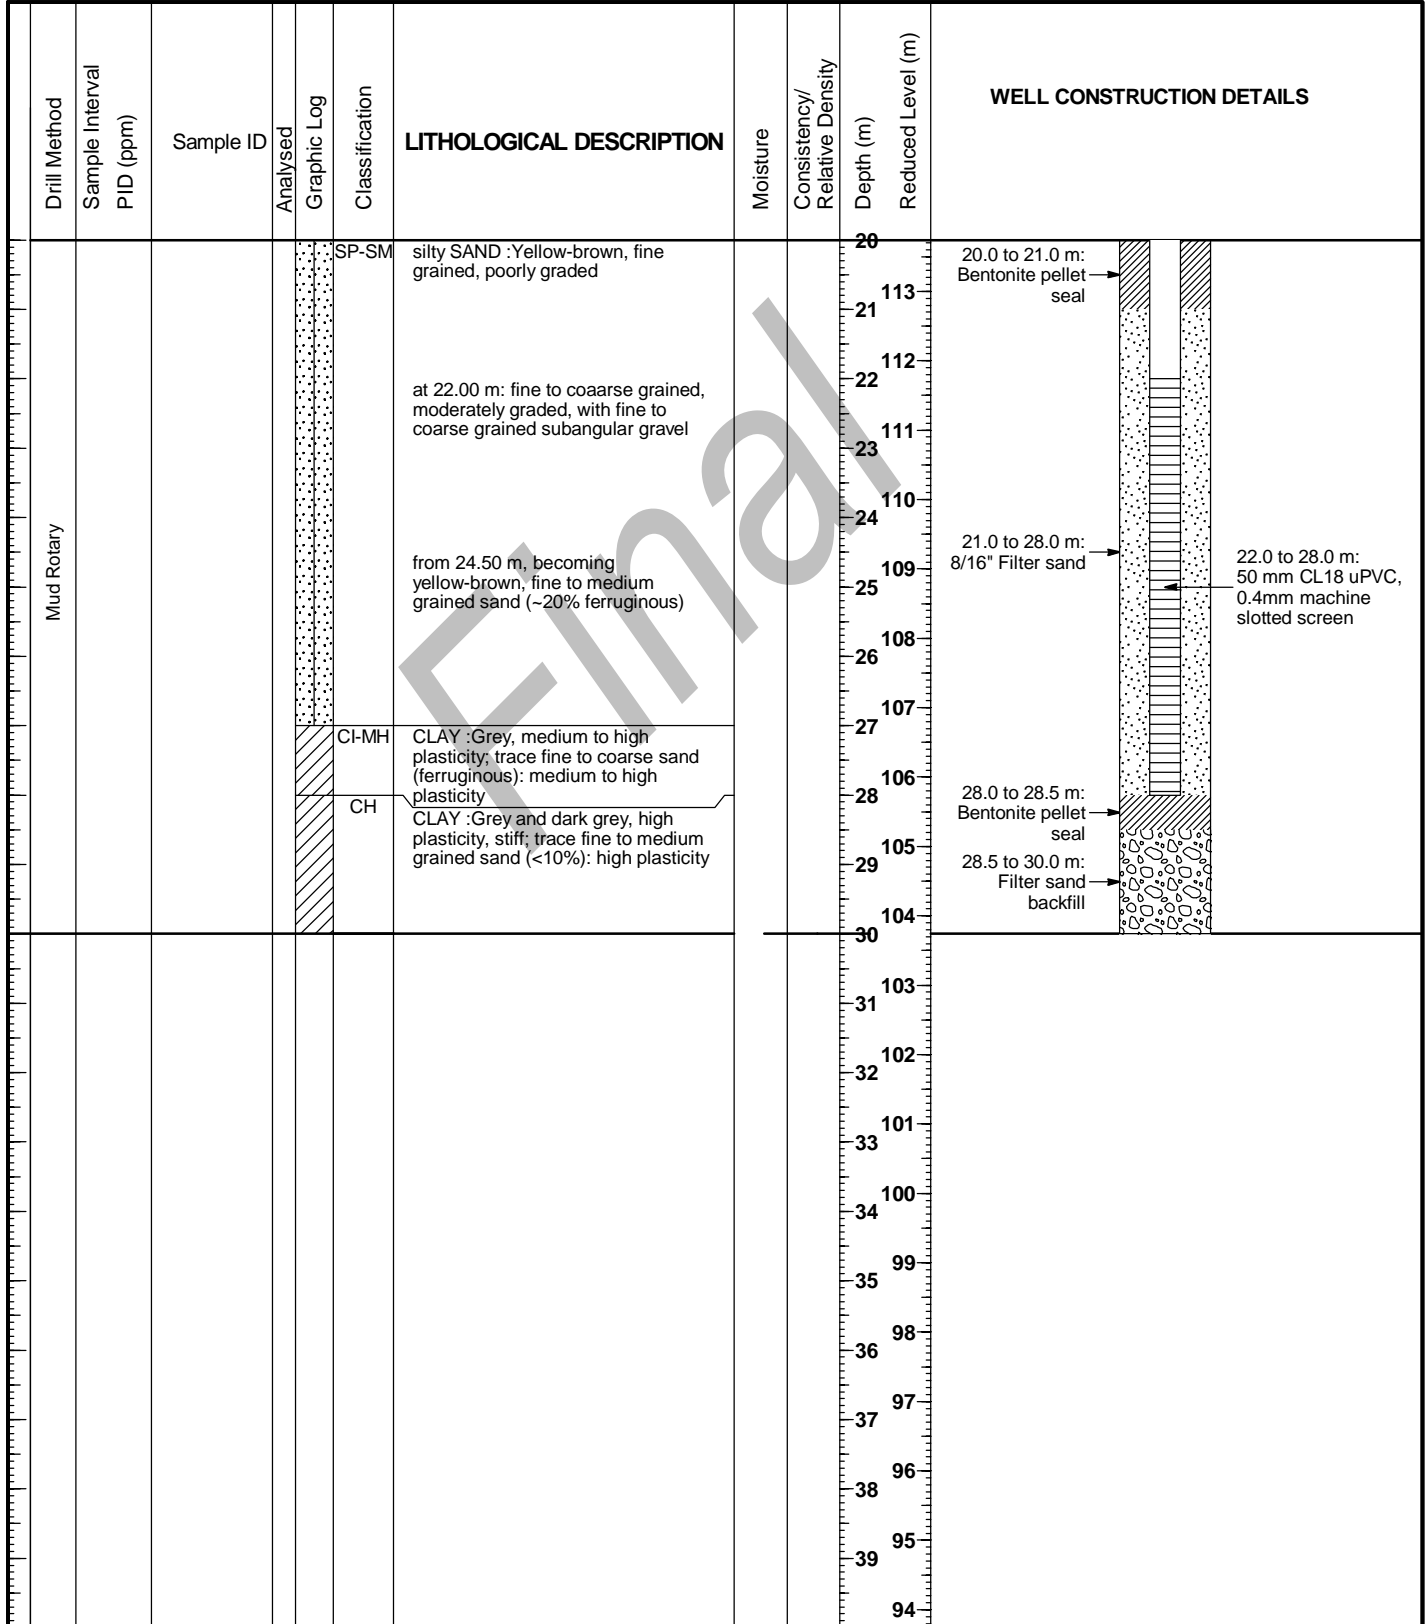 Drill Method
Sample Interval
PID (ppm)
Sample ID
Analysed
Graphic Log
Classification
LITHOLOGICAL DESCRIPTION
Moisture
Consistency/
Relative Density
Depth (m)
Reduced Level (m)
WELL CONSTRUCTION DETAILS
Mud Rotary
SP-SM
silty SAND :Yellow-brown, fine
grained, poorly graded
at 22.00 m: fine to coaarse grained,
moderately graded, with fine to
coarse grained subangular gravel
from 24.50 m, becoming
yellow-brown, fine to medium
grained sand (~20% ferruginous)
CI-MH
CLAY :Grey, medium to high
plasticity; trace fine to coarse sand
(ferruginous): medium to high
plasticity
CH
CLAY :Grey and dark grey, high
plasticity, stiff; trace fine to medium
grained sand (<10%): high plasticity
Final
20
21
22
23
24
25
26
27
28
29
30
31
32
33
34
35
36
37
38
39
113
112
111
110
109
108
107
106
105
104
103
102
101
100
99
98
97
96
95
94
20.0 to 21.0 m:
Bentonite pellet
seal
21.0 to 28.0 m:
8/16" Filter sand
22.0 to 28.0 m:
50 mm CL18 uPVC,
0.4mm machine
slotted screen
28.0 to 28.5 m:
Bentonite pellet
seal
28.5 to 30.0 m:
Filter sand
backfill